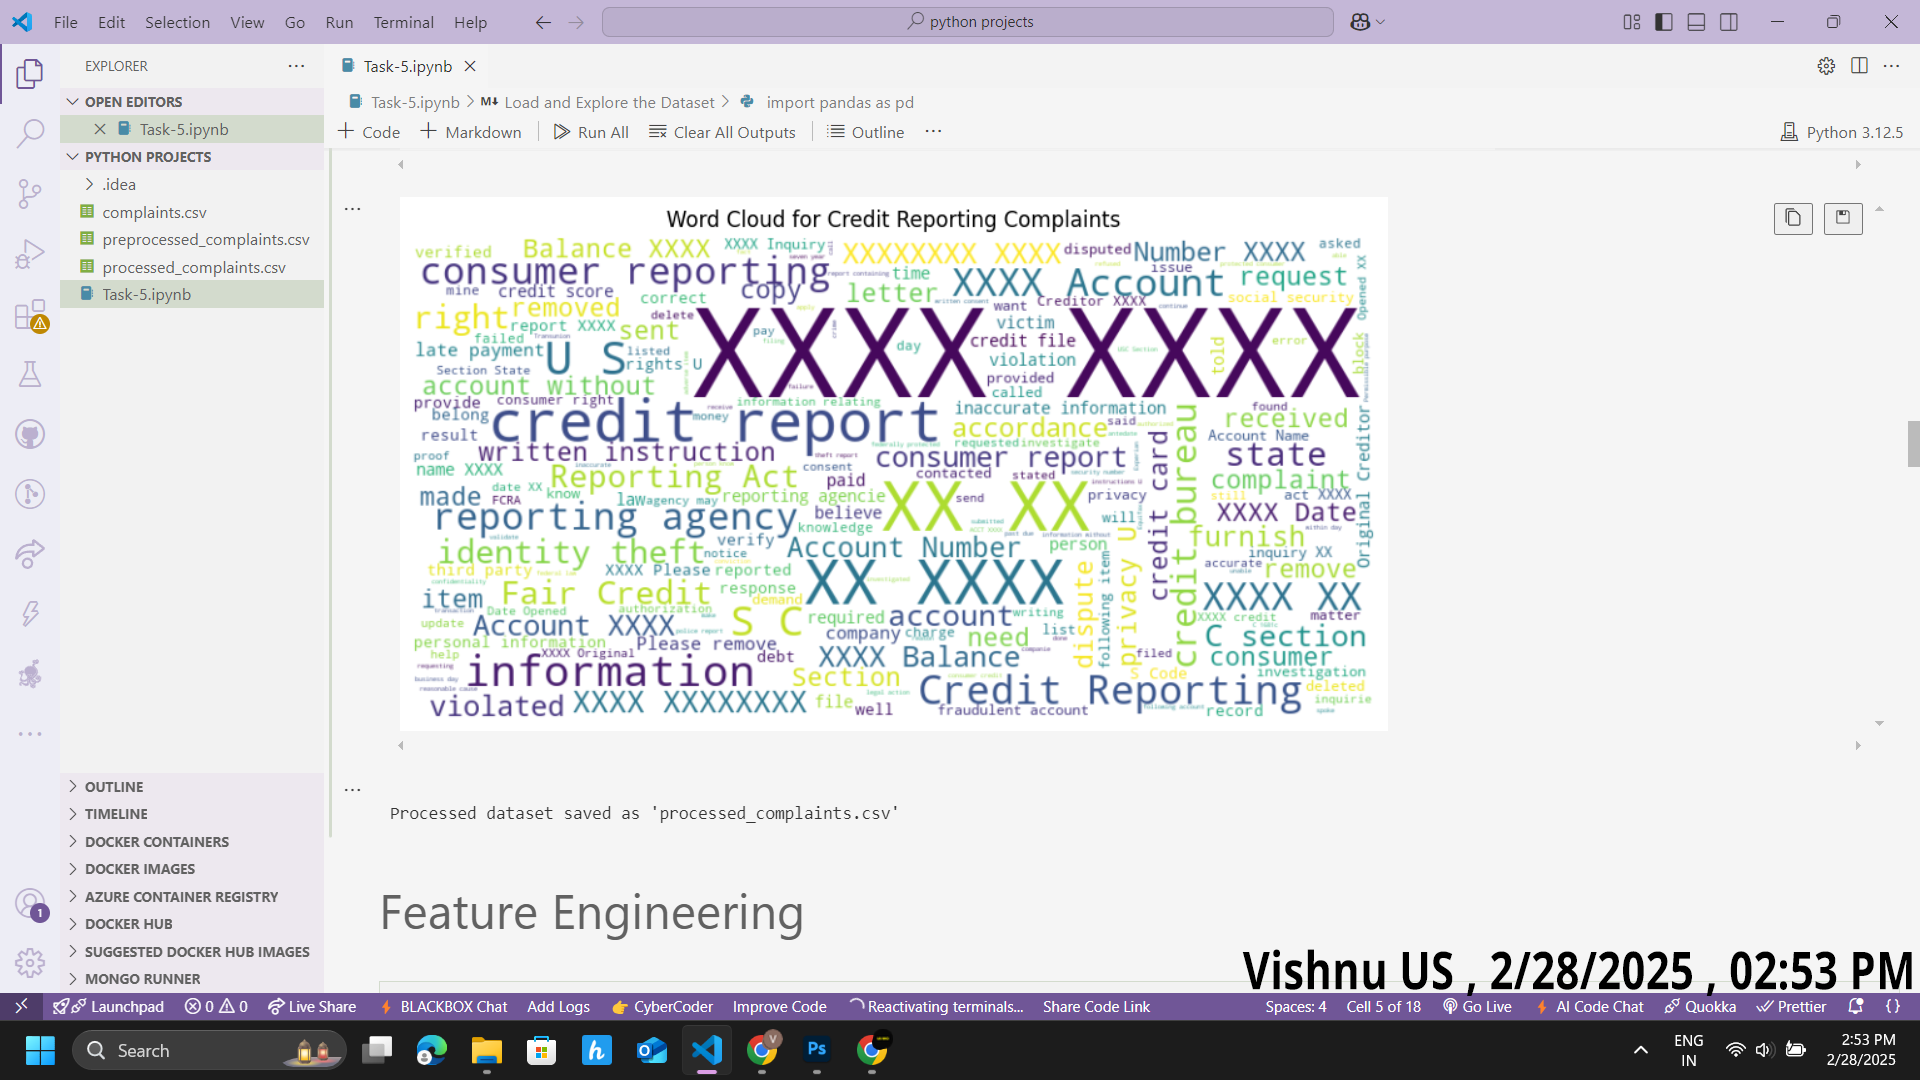 File Edit Selection View Go Run Terminal Help
python projects
EXPLORER
OPEN EDITORS
Task-5.ipynb
PYTHON PROJECTS
.idea
complaints.csv
preprocessed_complaints.csv
processed_complaints.csv
Task-5.ipynb
OUTLINE
TIMELINE
DOCKER CONTAINERS
DOCKER IMAGES
AZURE CONTAINER REGISTRY
DOCKER HUB
SUGGESTED DOCKER HUB IMAGES
MONGO RUNNER
Task-5.ipynb
Task-5.ipynb > M↓ Load and Explore the Dataset > import pandas as pd
+ Code + Markdown Run All Clear All Outputs Outline ...
Python 3.12.5
Word Cloud for Credit Reporting Complaints
verified Balance XXXX XXXX Inquiry XXXXXXXX XXXX disputed Number XXXX asked
consumer reporting time XXXX Account issue request
mine credit score correct copy letter want Creditor XXXX social security Opened XX
right removed delete victim
report XXXX sent pay XXXX XXXX credit file told error block
failed day violation
late payment U S listed rights U provided
Section State called
account without information relating
provide consumer right money inaccurate information found received
belong credit report accordance said Account Name
result requested investigate
written instruction consumer report state
proof consent contacted stated credit card credit bureau complaint
name XXXX Reporting Act paid
date XX know
made FCRA law agency may reporting agencie XX XX send privacy still act XXXX
believe will XXXX Date Original Creditor
reporting agency knowledge furnish
verify Account Number person
identity theft notice inquiry XX
third party XXXX Please reported XX XXXX accurate remove
response dispute following item privacy U
item Fair Credit demand XXXX XX
Date Opened authorization S C required account writing XXXX credit matter
update Account XXXX company charge need list C section
personal information Please remove
help XXXX Original debt XXXX Balance filed consumer
information Section S Code investigation
Credit Reporting deleted
violated XXXX XXXXXXXX file well fraudulent account record inquirie
Processed dataset saved as 'processed_complaints.csv'
Feature Engineering
Vishnu US , 2/28/2025 , 02:53 PM
Launchpad 0 0 Live Share BLACKBOX Chat Add Logs CyberCoder Improve Code Reactivating terminals... Share Code Link Spaces: 4 Cell 5 of 18 Go Live AI Code Chat Quokka Prettier {}
1
Search
ENG
IN
2:53 PM
2/28/2025